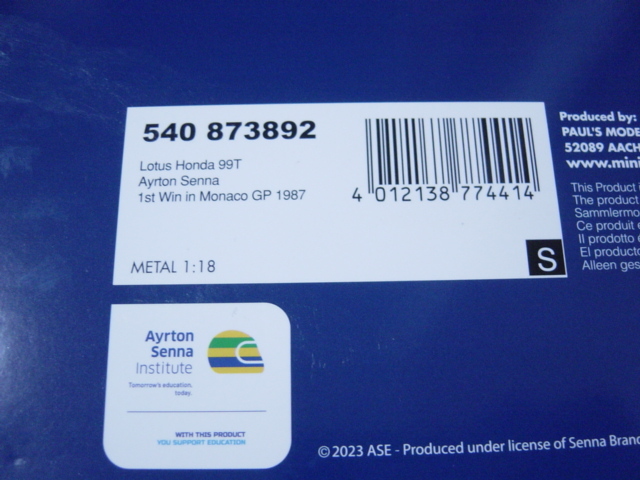 540 873892
Lotus Honda 99T
Ayrton Senna
1st Win in Monaco GP 1987
4 012138 774414
METAL 1:18
S
Produced by:
PAUL'S MODE
52089 AACH
www.mini
This Product i
The product
Sammlermo
Ce produit e
Il prodotto e
El producto
Alleen ges
Ayrton
Senna
Institute
Tomorrow's education,
today.
WITH THIS PRODUCT
YOU SUPPORT EDUCATION
© 2023 ASE - Produced under license of Senna Branc